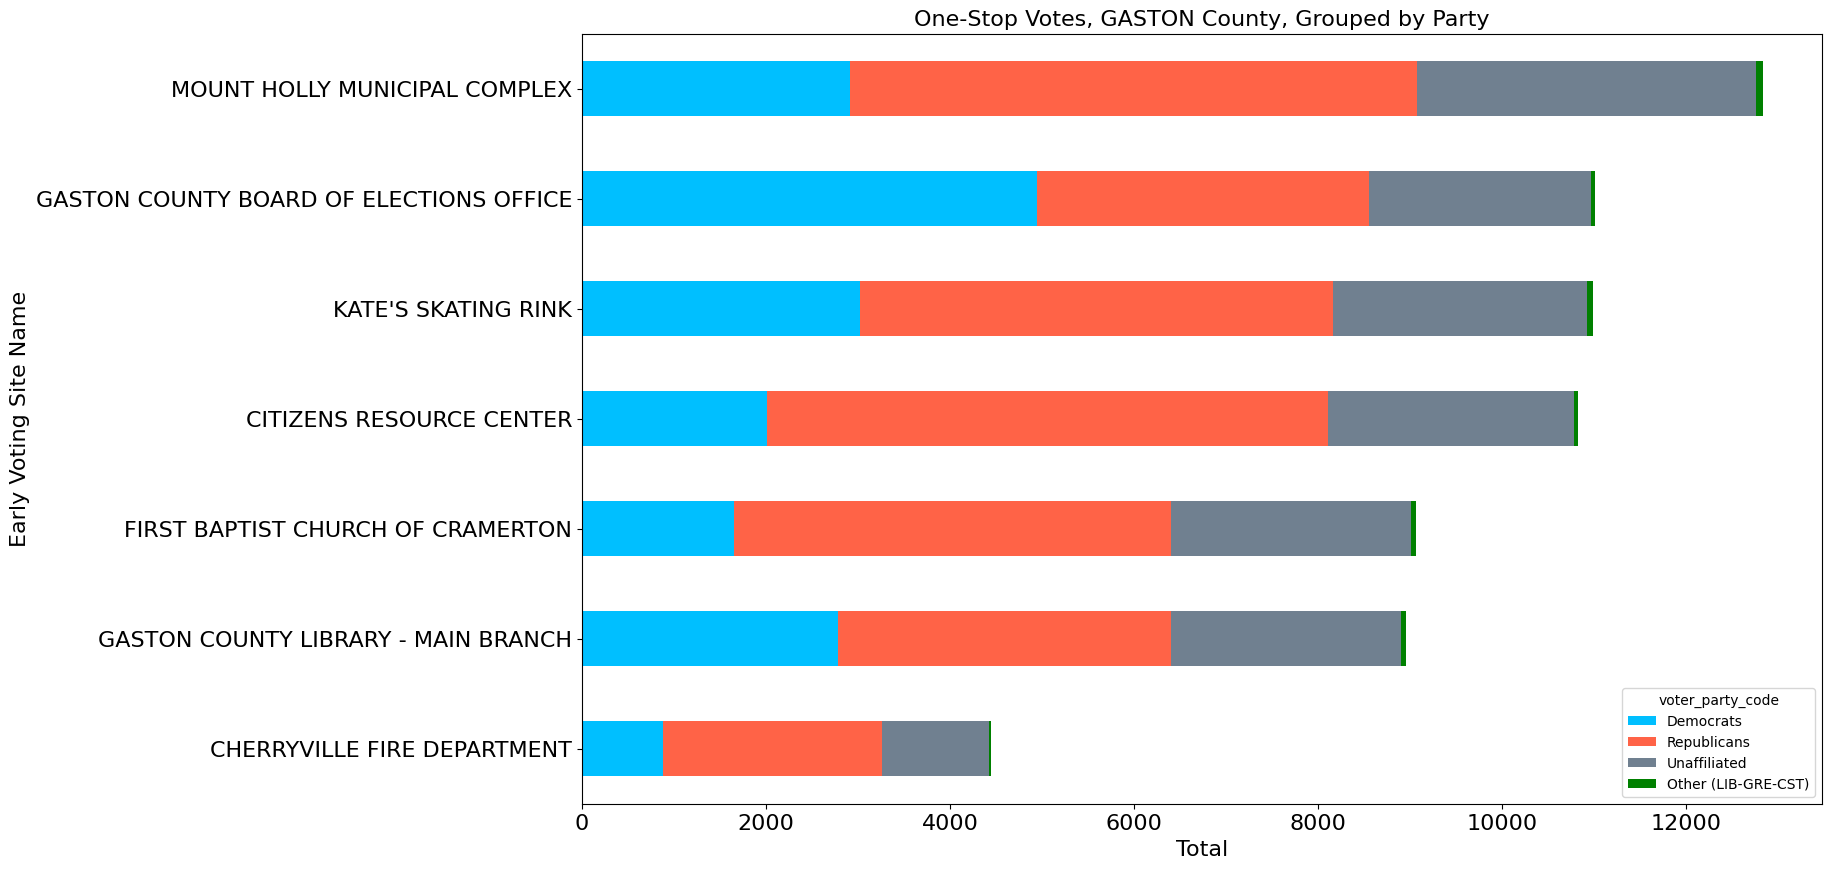 One-Stop Votes, GASTON County, Grouped by Party
Early Voting Site Name
MOUNT HOLLY MUNICIPAL COMPLEX
GASTON COUNTY BOARD OF ELECTIONS OFFICE
KATE'S SKATING RINK
CITIZENS RESOURCE CENTER
FIRST BAPTIST CHURCH OF CRAMERTON
GASTON COUNTY LIBRARY - MAIN BRANCH
CHERRYVILLE FIRE DEPARTMENT
voter_party_code
Democrats
Republicans
Unaffiliated
Other (LIB-GRE-CST)
0 2000 4000 6000 8000 10000 12000
Total